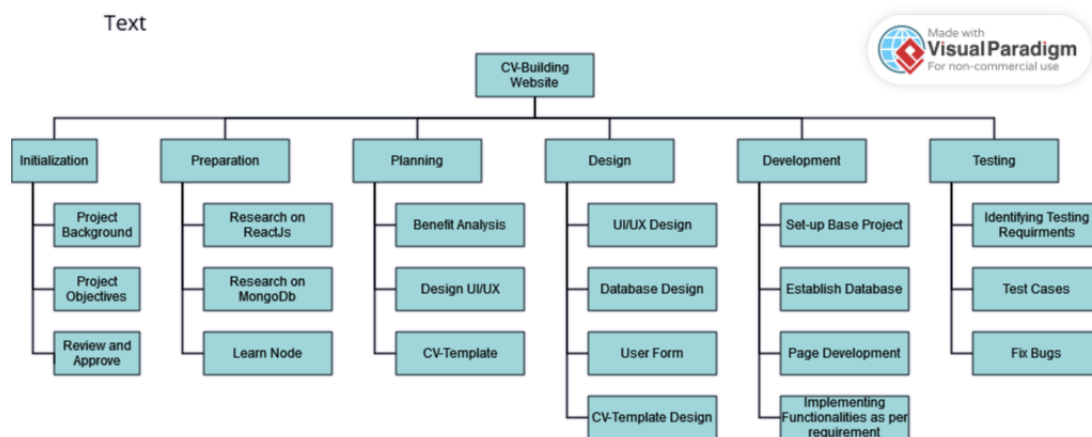 Text
Made with
Visual Paradigm
For non-commercial use
CV-Building
Website
Initialization
Preparation
Planning
Design
Development
Testing
Project
Background
Research on
ReactJs
Benefit Analysis
UI/UX Design
Set-up Base Project
Identifying Testing
Requirments
Project
Objectives
Research on
MongoDb
Design UI/UX
Database Design
Establish Database
Test Cases
Review and
Approve
Learn Node
CV-Template
User Form
Page Development
Fix Bugs
CV-Template Design
Implementing
Functionalities as per
requirement